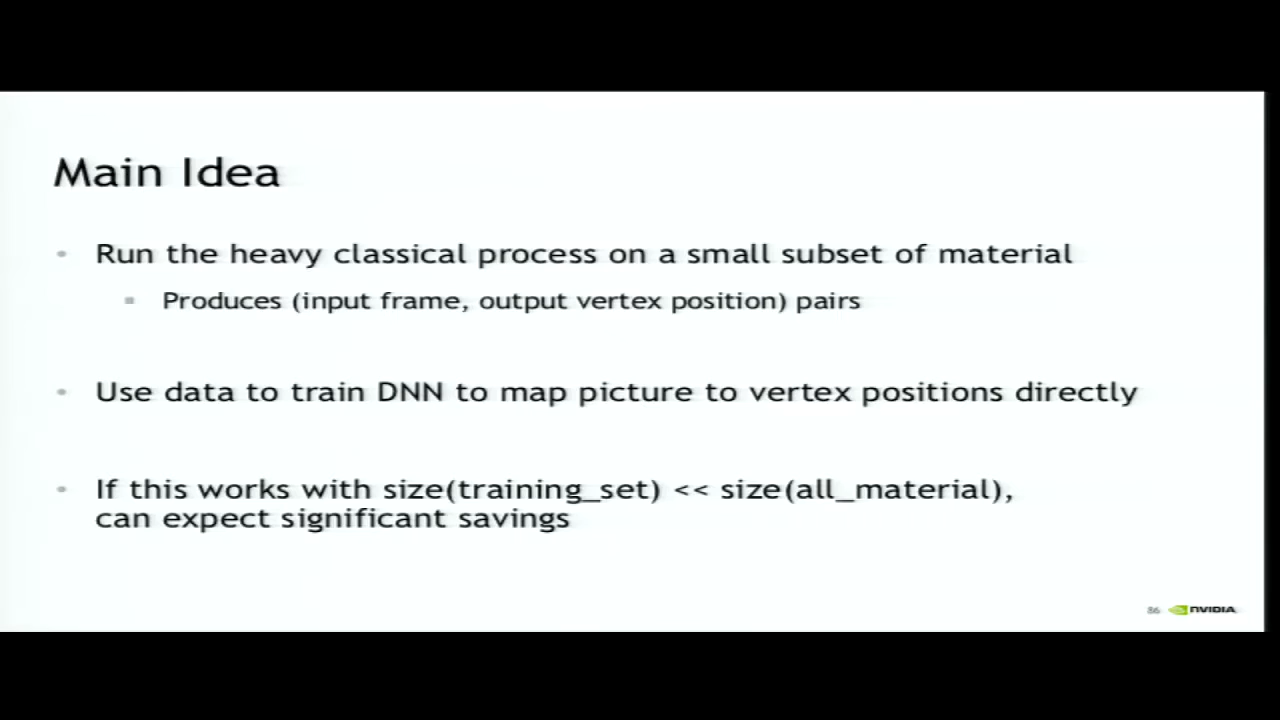 Main Idea
Run the heavy classical process on a small subset of material
Produces (input frame, output vertex position) pairs
Use data to train DNN to map picture to vertex positions directly
If this works with size(training_set) << size(all_material),
can expect significant savings
86 NVIDIA